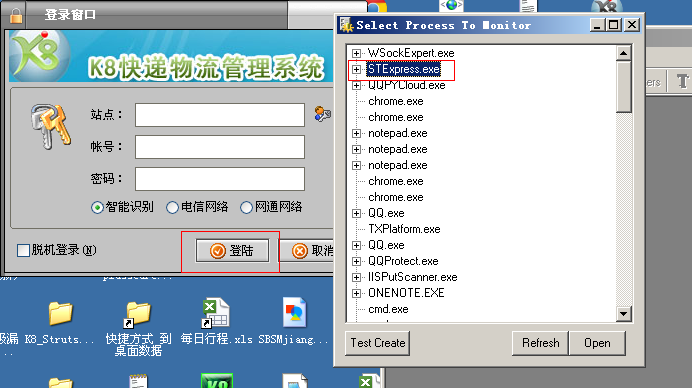 登录窗口
K8
K8快递物流管理系统
站点：
帐号：
密码：
智能识别 电信网络 网通网络
脱机登录(N)
登陆
取消
K8_Struts...
快捷方式 到
桌面数据
每日行程.xls
SBSMjiang...
K8
Select Process To Monitor
WSockExpert.exe
STExpress.exe
QQPYCloud.exe
chrome.exe
chrome.exe
notepad.exe
notepad.exe
notepad.exe
chrome.exe
chrome.exe
QQ.exe
TXPlatform.exe
QQ.exe
QQProtect.exe
IISPutScanner.exe
ONENOTE.EXE
cmd.exe
Test Create
Refresh
Open
ers
T